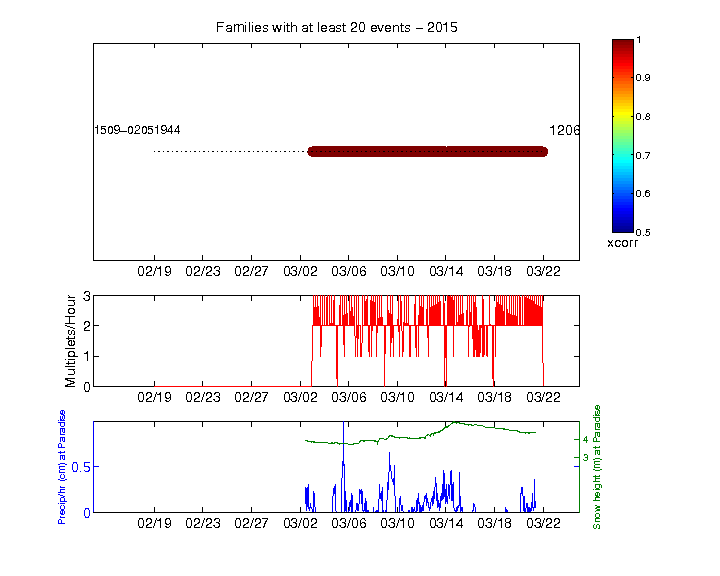 Families with at least 20 events - 2015
1509-02051944
1206
02/19 02/23 02/27 03/02 03/06 03/10 03/14 03/18 03/22
1
0.9
0.8
0.7
0.6
0.5
xcorr
Multiplets/Hour
3
2
1
0
02/19 02/23 02/27 03/02 03/06 03/10 03/14 03/18 03/22
Precip/hr (cm) at Paradise
0.5
0
4
3
Snow height (m) at Paradise
02/19 02/23 02/27 03/02 03/06 03/10 03/14 03/18 03/22